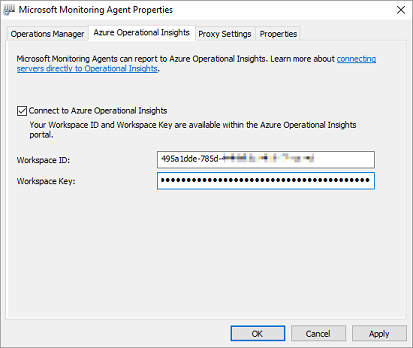 Microsoft Monitoring Agent Properties
Operations Manager Azure Operational Insights Proxy Settings Properties
Microsoft Monitoring Agents can report to Azure Operational Insights. Learn more about connecting
servers directly to Operational Insights.
Connect to Azure Operational Insights
Your Workspace ID and Workspace Key are available within the Azure Operational Insights
portal.
Workspace ID: 495a1dde-785d-
Workspace Key:
OK Cancel Apply